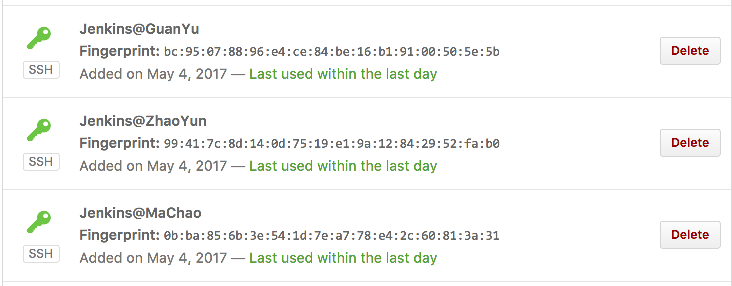 Jenkins@GuanYu
Fingerprint: bc:95:07:88:96:e4:ce:84:be:16:b1:91:00:50:5e:5b
Delete
SSH
Added on May 4, 2017 — Last used within the last day
Jenkins@ZhaoYun
Fingerprint: 99:41:7c:8d:14:0d:75:19:e1:9a:12:84:29:52:fa:b0
Delete
SSH
Added on May 4, 2017 — Last used within the last day
Jenkins@MaChao
Fingerprint: 0b:ba:85:6b:3e:54:1d:7e:a7:78:e4:2c:60:81:3a:31
Delete
SSH
Added on May 4, 2017 — Last used within the last day